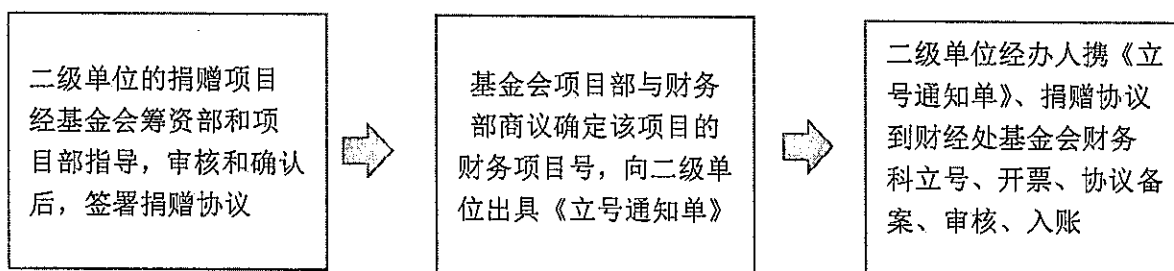 二级单位的捐赠项目
经基金会筹资部和项
目部指导，审核和确认
后，签署捐赠协议
基金会项目部与财务
部商议确定该项目的
财务项目号，向二级单
位出具《立号通知单》
二级单位经办人携《立
号通知单》、捐赠协议
到财经处基金会财务
科立号、开票、协议备
案、审核、入账